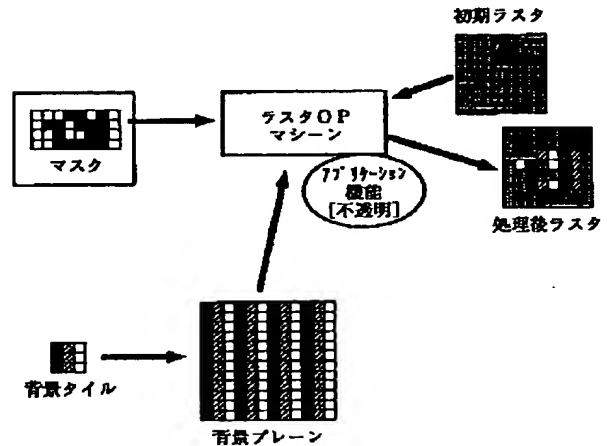 初期ラスタ
ラスタOP
マシーン
マスク
アプリケーション
機能
[不透明]
処理後ラスタ
背景タイル
背景プレーン